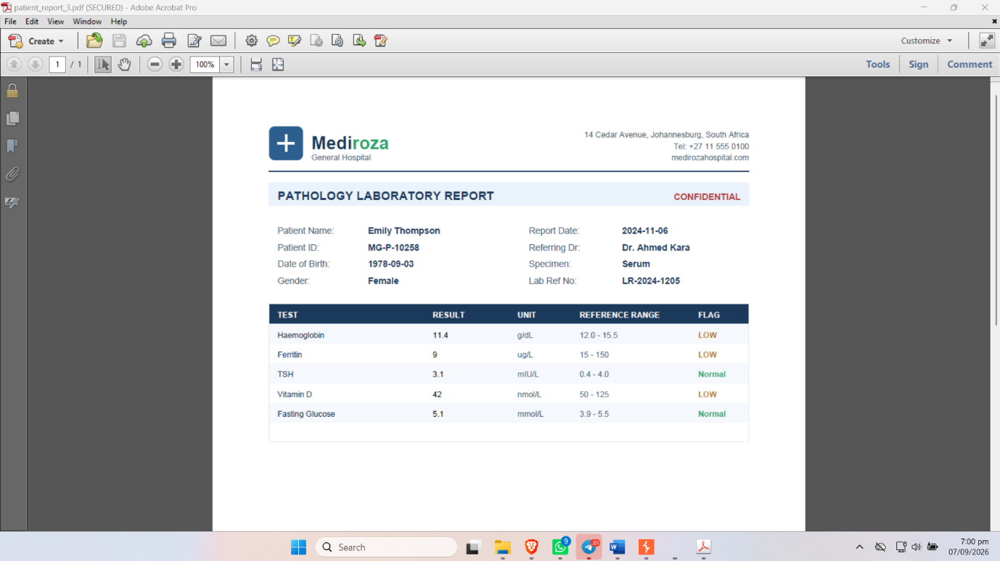 patient_report_3.pdf (SECURED) - Adobe Acrobat Pro
File Edit View Window Help
Create
Customize
1 / 1
100%
Tools Sign Comment
Mediroza
General Hospital
14 Cedar Avenue, Johannesburg, South Africa
Tel: +27 11 555 0100
medirozahospital.com
PATHOLOGY LABORATORY REPORT CONFIDENTIAL
Patient Name: Emily Thompson Report Date: 2024-11-06
Patient ID: MG-P-10258 Referring Dr: Dr. Ahmed Kara
Date of Birth: 1978-09-03 Specimen: Serum
Gender: Female Lab Ref No: LR-2024-1205
TEST RESULT UNIT REFERENCE RANGE FLAG
Haemoglobin 11.4 g/dL 12.0 - 15.5 LOW
Ferritin 9 ug/L 15 - 150 LOW
TSH 3.1 mIU/L 0.4 - 4.0 Normal
Vitamin D 42 nmol/L 50 - 125 LOW
Fasting Glucose 5.1 mmol/L 3.9 - 5.5 Normal
Search
9
01
7:00 pm
07/09/2026